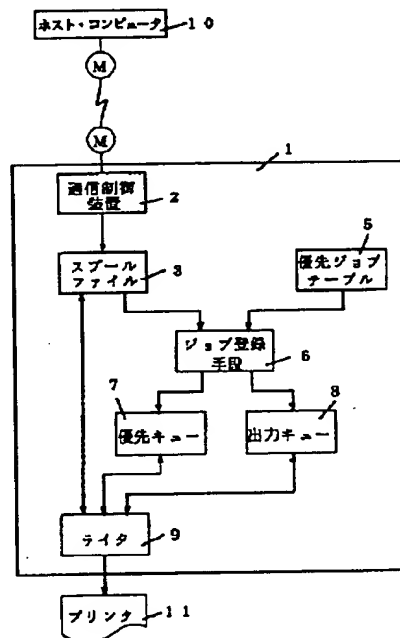 ホスト・コンピュータ 10
M
M
1
通信制御
装置 2
5
優先ジョブ
テーブル
スプール
ファイル 3
ジョブ登録
手段 6
7
優先キュー
8
出力キュー
ライタ 9
プリンタ 11